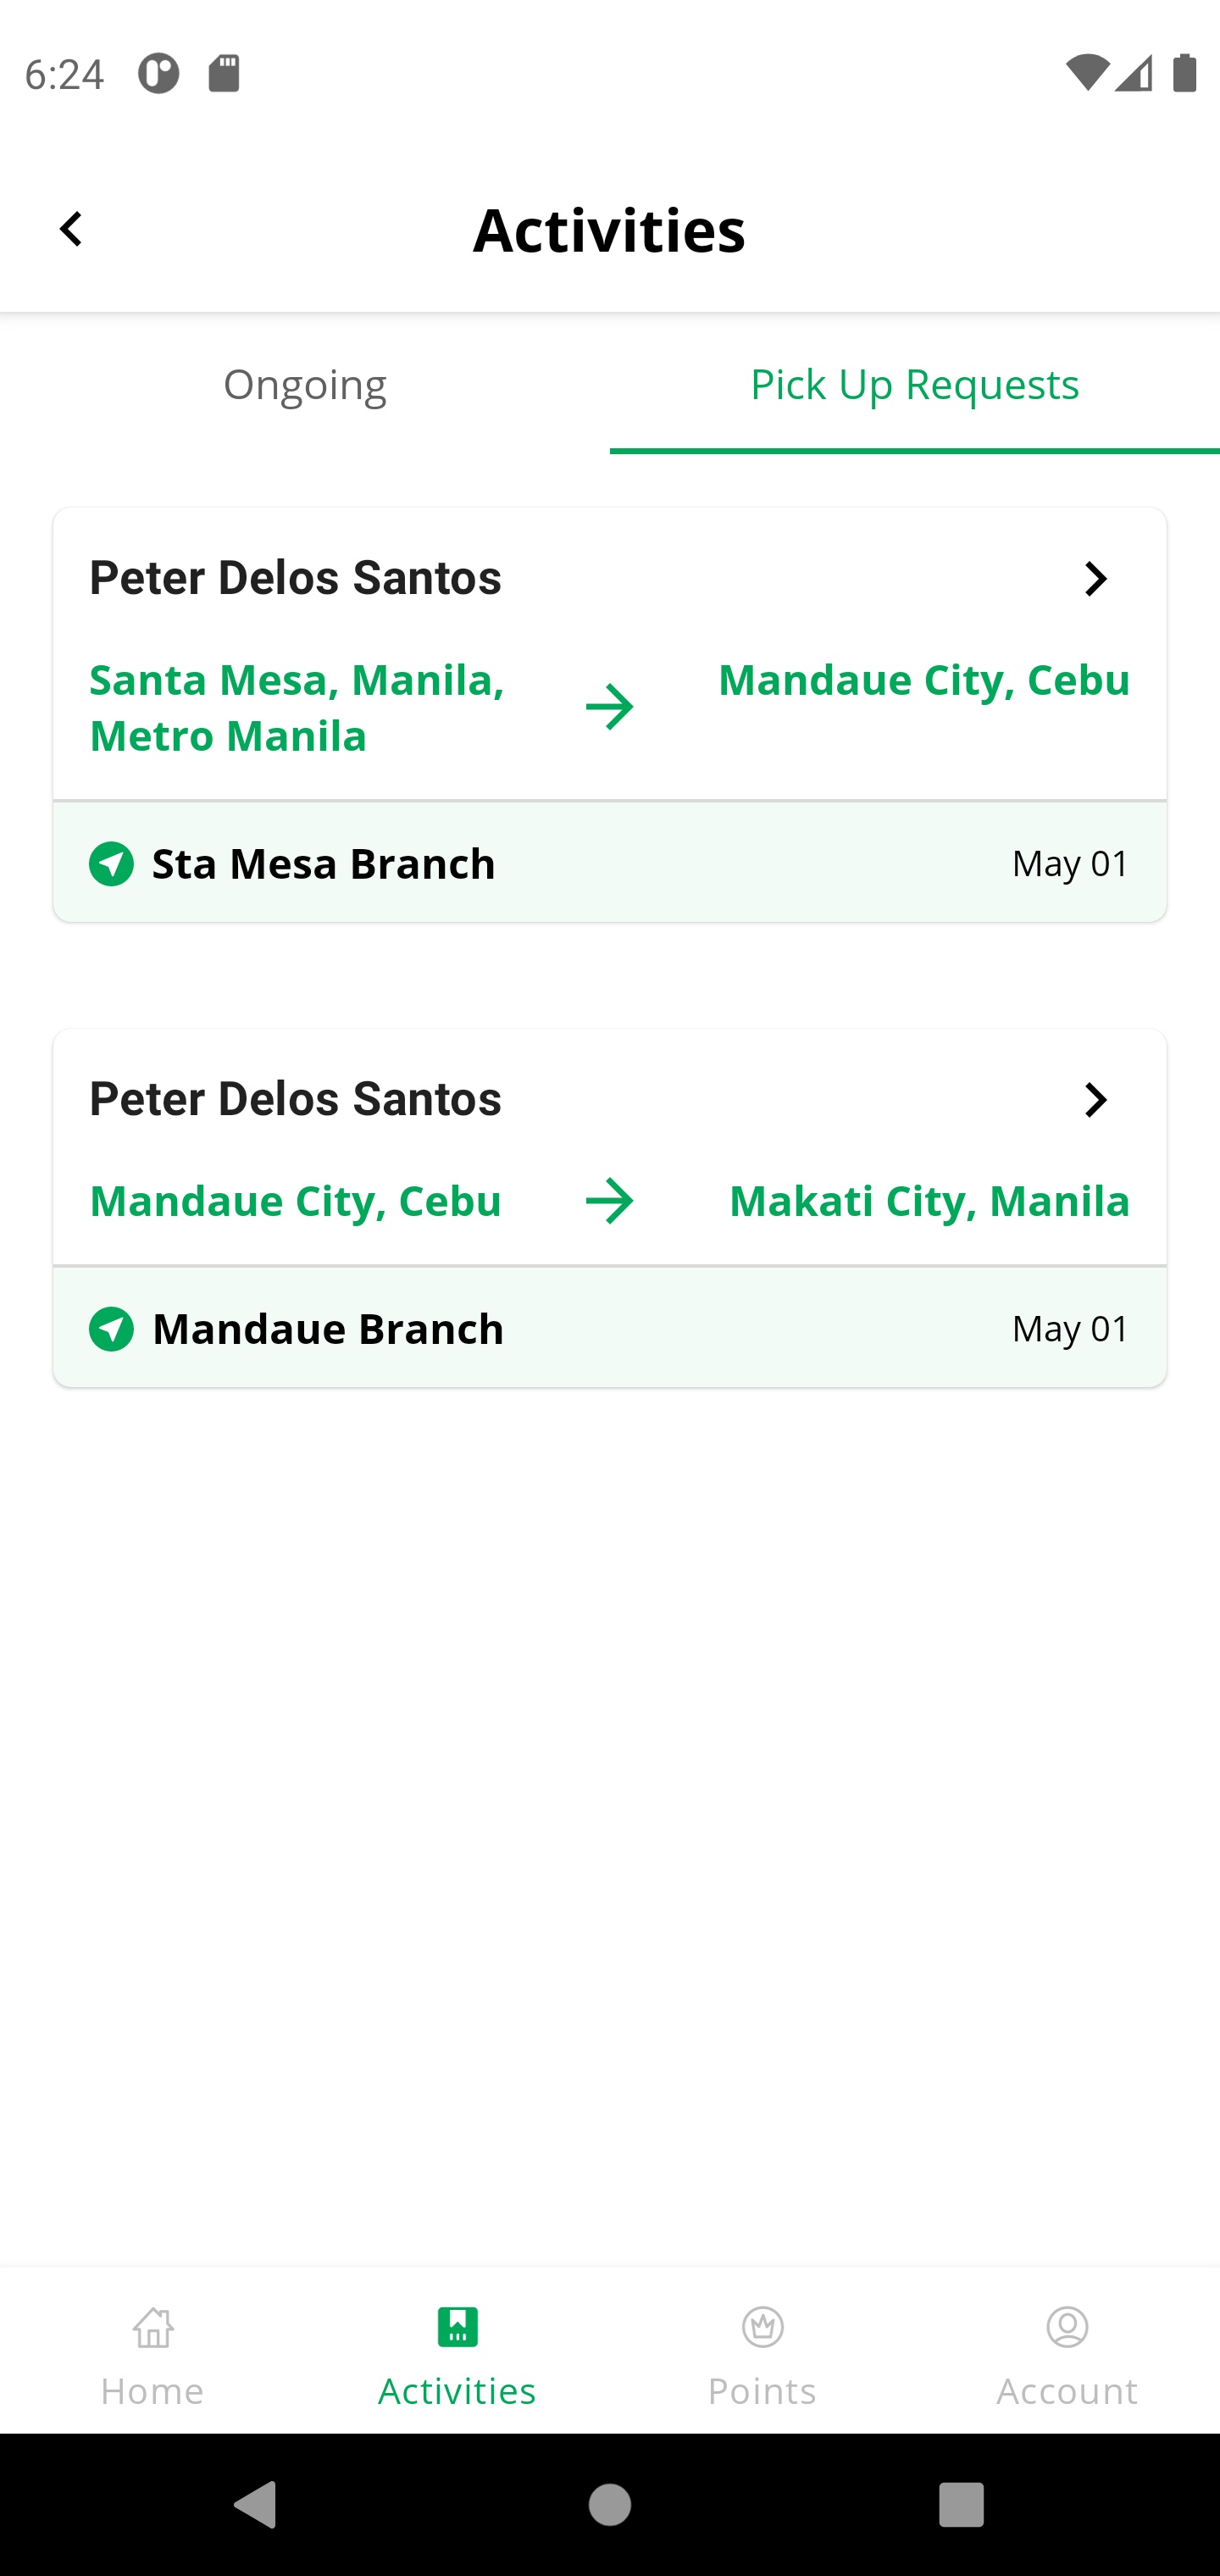 6:24
Activities
Ongoing
Pick Up Requests
Peter Delos Santos
Santa Mesa, Manila,
Metro Manila
Mandaue City, Cebu
Sta Mesa Branch
May 01
Peter Delos Santos
Mandaue City, Cebu
Makati City, Manila
Mandaue Branch
May 01
Home
Activities
Points
Account